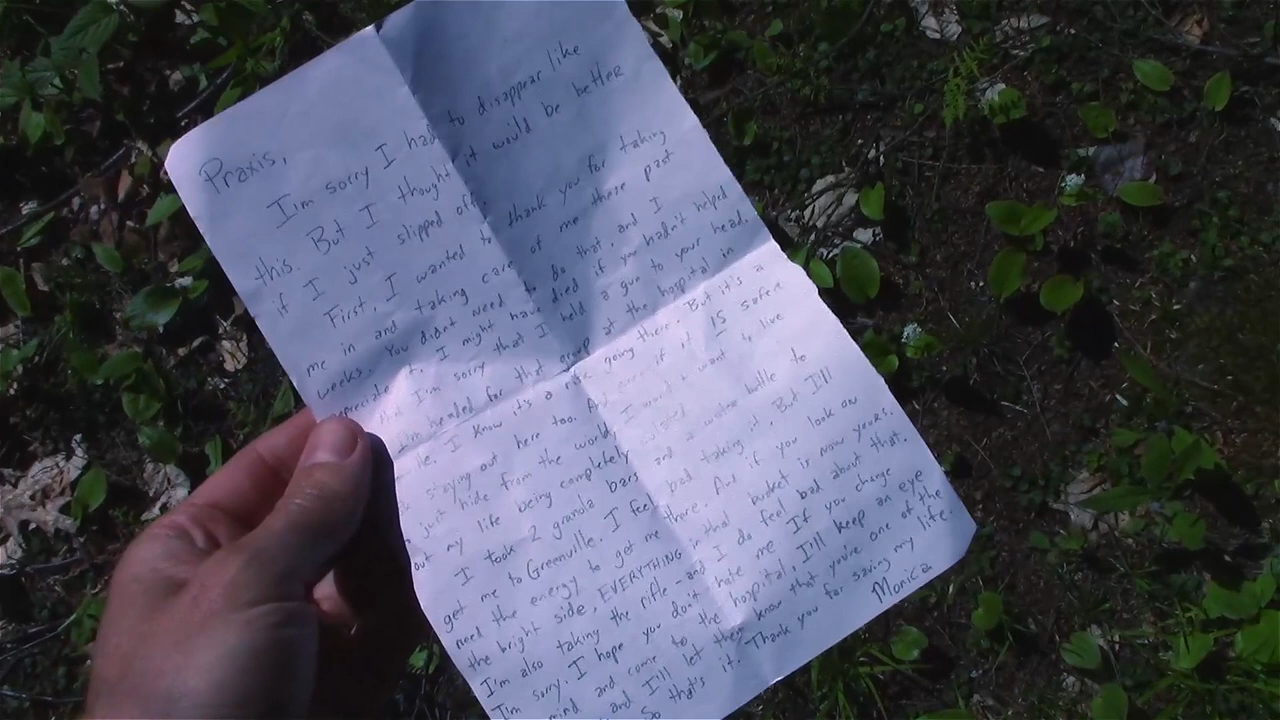 Praxis,
I'm sorry I had to disappear like
this. But I thought it would be better
if I just slipped off.
First, I wanted to thank you for taking
me in and taking care of me these past
weeks. You didn't need to do that, and I
appreciate it. I might have died if you hadn't helped
that I'm sorry that I held a gun to your head.
I'm headed for that group at the hospital in
I know it's a going there. But it's a
staying out here too. And even if it IS safer
just hide from the world, I wouldn't want to live
out my life being completely
I took 2 granola bars and a water bottle to
get me to Greenville. I feel bad taking it. But I'll
need the energy to get me there. And if you look on
the bright side, EVERYTHING in that bucket is now yours.
I'm also taking the rifle - and I do feel bad about that.
I'm sorry. I hope you don't hate me. If you change
mind and come to the hospital, I'll keep an eye
and I'll let them know that you're one of the
So that's it. Thank you for saving my life.
Monica